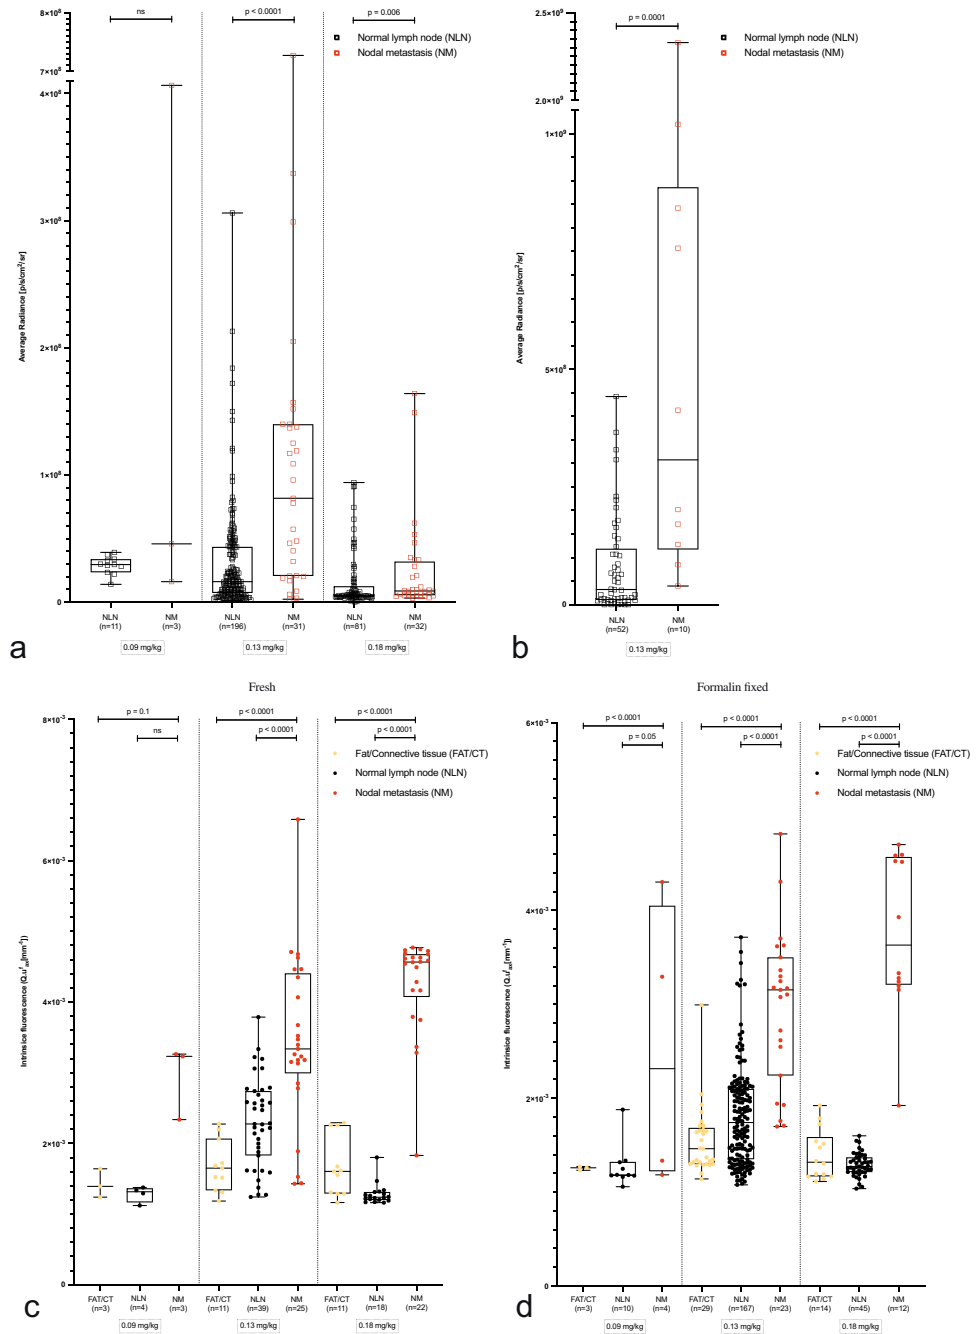 8×10⁸
7×10⁸
4×10⁸
3×10⁸
2×10⁸
1×10⁸
0
Average Radiance [p/s/cm²/sr]
ns
p < 0.0001
p = 0.006
Normal lymph node (NLN)
Nodal metastasis (NM)
NLN
(n=11)
NM
(n=3)
NLN
(n=196)
NM
(n=31)
NLN
(n=81)
NM
(n=32)
0.09 mg/kg
0.13 mg/kg
0.18 mg/kg
a
2.5×10⁹
2.0×10⁹
1×10⁹
5×10⁸
0
Average Radiance [p/s/cm²/sr]
p = 0.0001
Normal lymph node (NLN)
Nodal metastasis (NM)
NLN
(n=52)
NM
(n=10)
0.13 mg/kg
b
Fresh
8×10⁻³
6×10⁻³
4×10⁻³
2×10⁻³
0
p = 0.1
ns
p < 0.0001
p < 0.0001
p < 0.0001
p < 0.0001
Fat/Connective tissue (FAT/CT)
Normal lymph node (NLN)
Nodal metastasis (NM)
FAT/CT
(n=3)
NLN
(n=4)
NM
(n=3)
FAT/CT
(n=11)
NLN
(n=39)
NM
(n=25)
FAT/CT
(n=11)
NLN
(n=18)
NM
(n=22)
0.09 mg/kg
0.13 mg/kg
0.18 mg/kg
c
Formalin fixed
6×10⁻³
4×10⁻³
2×10⁻³
0
p < 0.0001
p = 0.05
p < 0.0001
p < 0.0001
p < 0.0001
p < 0.0001
Fat/Connective tissue (FAT/CT)
Normal lymph node (NLN)
Nodal metastasis (NM)
FAT/CT
(n=3)
NLN
(n=10)
NM
(n=4)
FAT/CT
(n=29)
NLN
(n=167)
NM
(n=23)
FAT/CT
(n=14)
NLN
(n=45)
NM
(n=12)
0.09 mg/kg
0.13 mg/kg
0.18 mg/kg
d